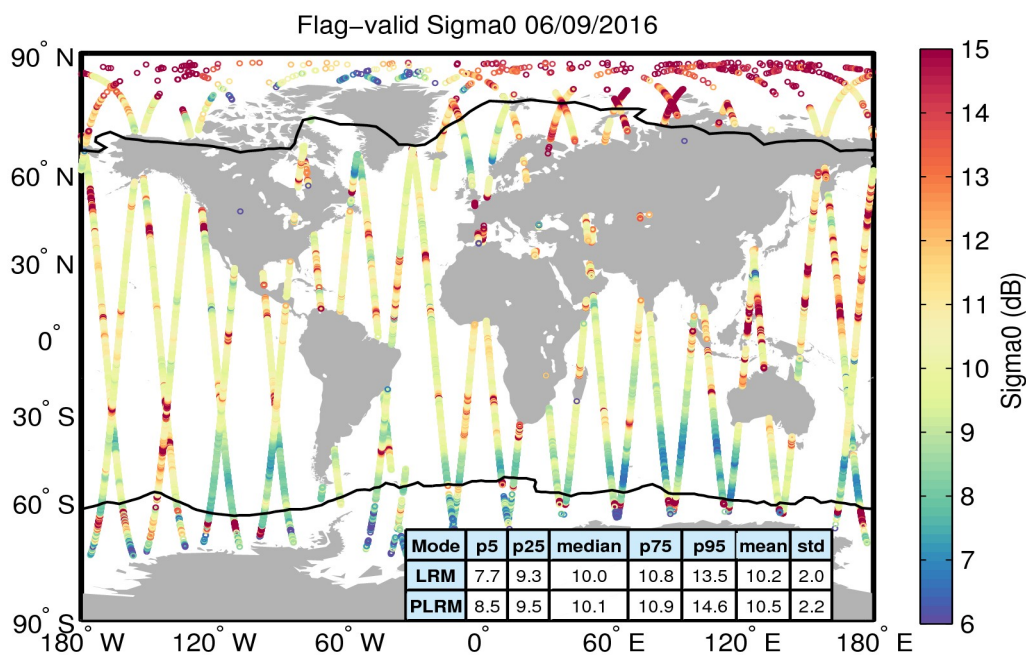 Flag−valid Sigma0 06/09/2016
90° N
60° N
30° N
0°
30° S
60° S
90° S
180° W
120° W
60° W
0°
60° E
120° E
180° E
Mode p5 p25 median p75 p95 mean std
LRM 7.7 9.3 10.0 10.8 13.5 10.2 2.0
PLRM 8.5 9.5 10.1 10.9 14.6 10.5 2.2
15
14
13
12
11
10
9
8
7
6
Sigma0 (dB)